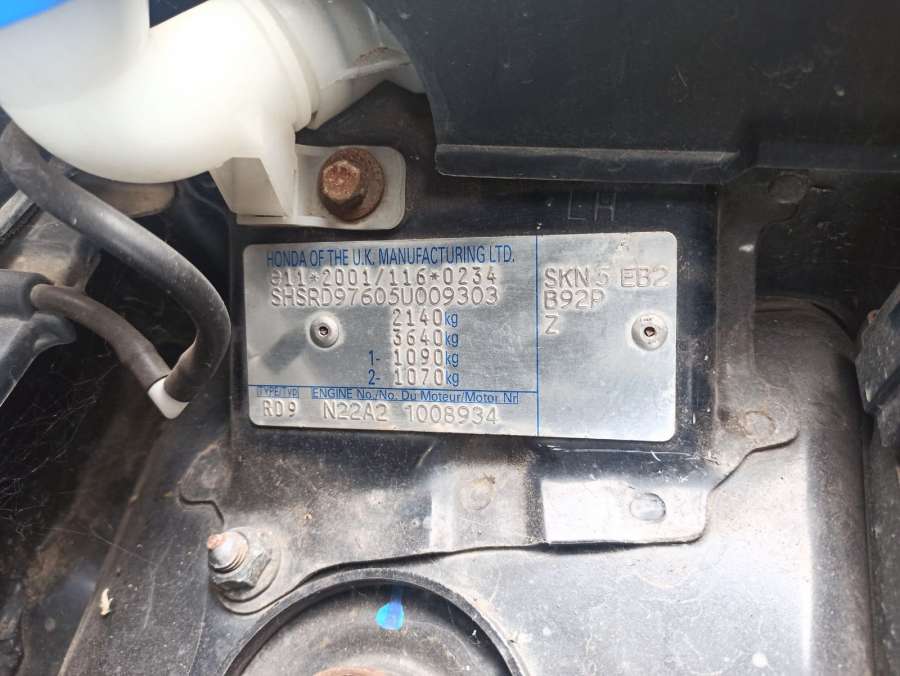 LH
HONDA OF THE U.K. MANUFACTURING LTD.
e11*2001/116*0234
SHSRD97605U009303
2140kg
3640kg
1- 1090kg
2- 1070kg
TYPE/TYP ENGINE No./No. Du Moteur/Motor Nr
RD9 N22A2 1008934
SKN 5 EB2
B92P
Z